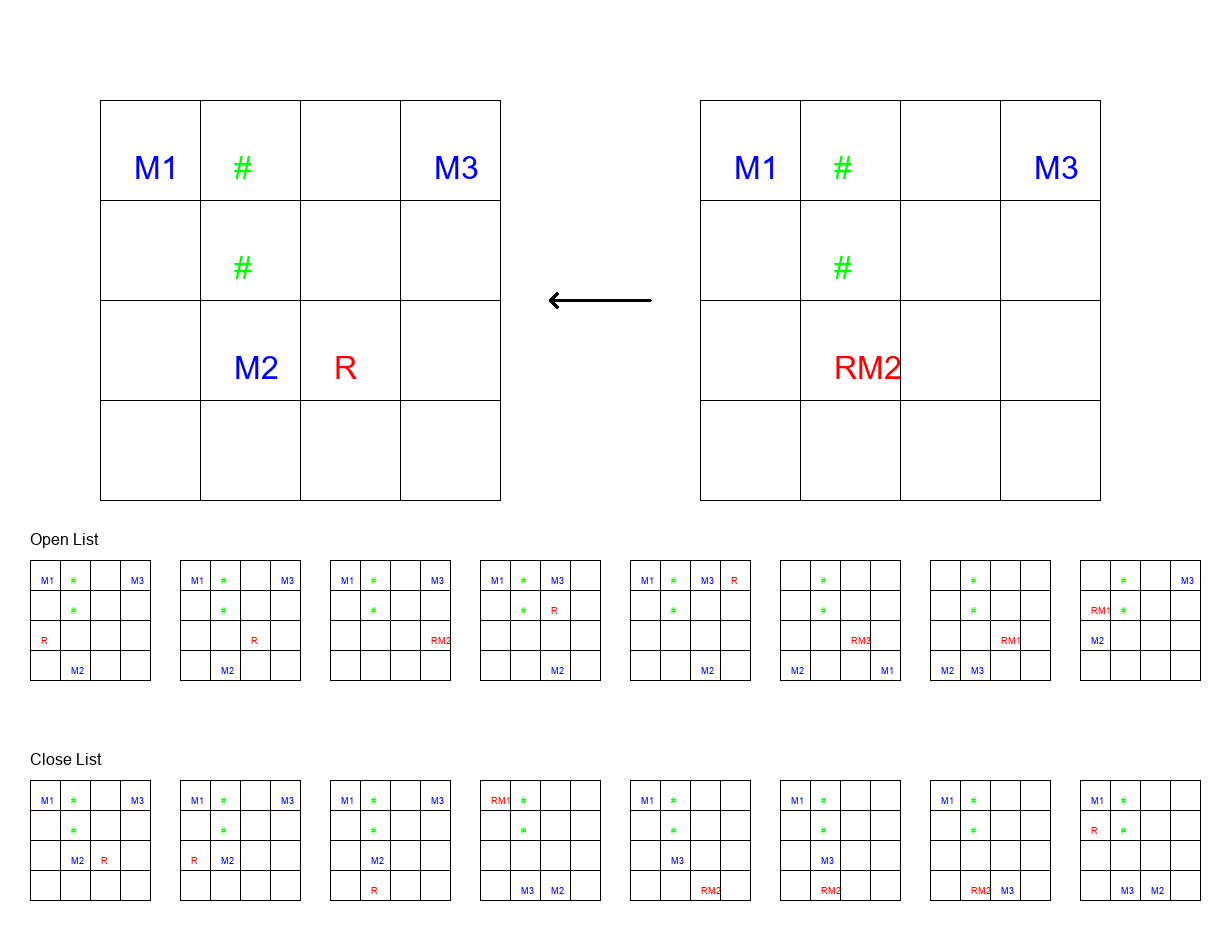 M1 # M3 M1 # M3
# #
M2 R RM2
Open List
M1 # M3 M1 # M3 M1 # M3 M1 # M3 M1 # M3 R # # # M3
# # # # R # # # RM1 #
R R RM2 RM3 RM1 M2
M2 M2 M2 M2 M2 M1 M2 M3
Close List
M1 # M3 M1 # M3 M1 # M3 RM1 # M1 # M1 # M1 # M1 #
# # # # # # # R #
M2 R R M2 M2 M3 M3
R M3 M2 RM2 RM2 RM2 M3 M3 M2